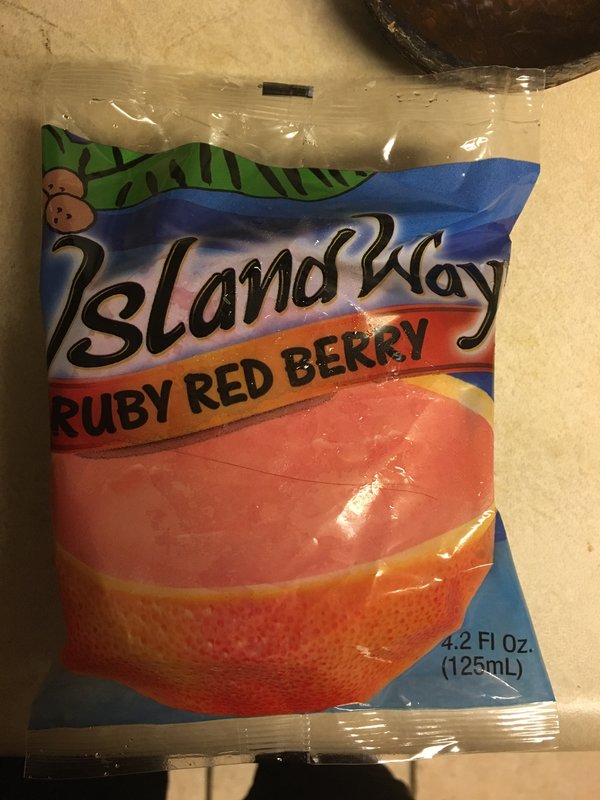 Island Way
RUBY RED BERRY
4.2 Fl Oz.
(125mL)